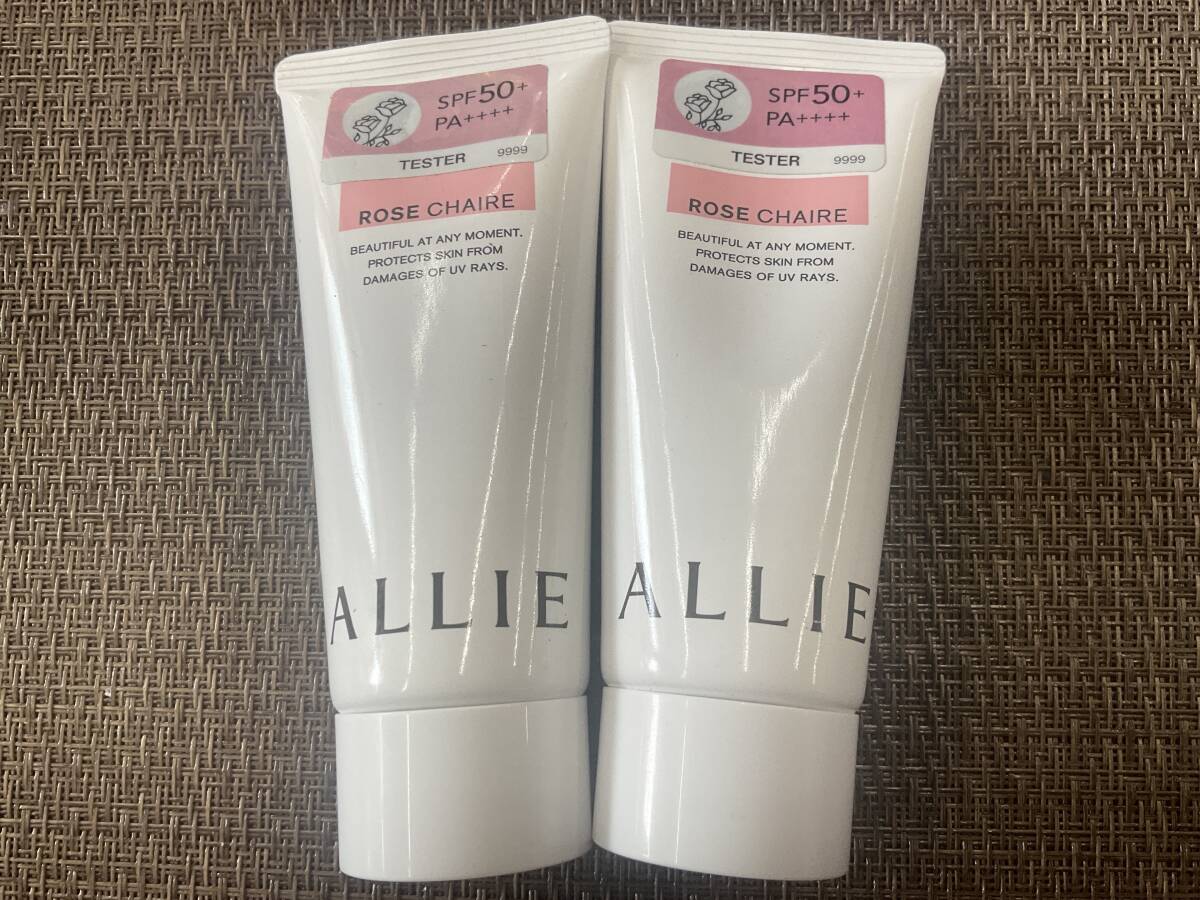 SPF50+
PA++++
TESTER 9999
ROSE CHAIRE
BEAUTIFUL AT ANY MOMENT.
PROTECTS SKIN FROM
DAMAGES OF UV RAYS.
ALLIE
SPF50+
PA++++
TESTER 9999
ROSE CHAIRE
BEAUTIFUL AT ANY MOMENT.
PROTECTS SKIN FROM
DAMAGES OF UV RAYS.
ALLIE